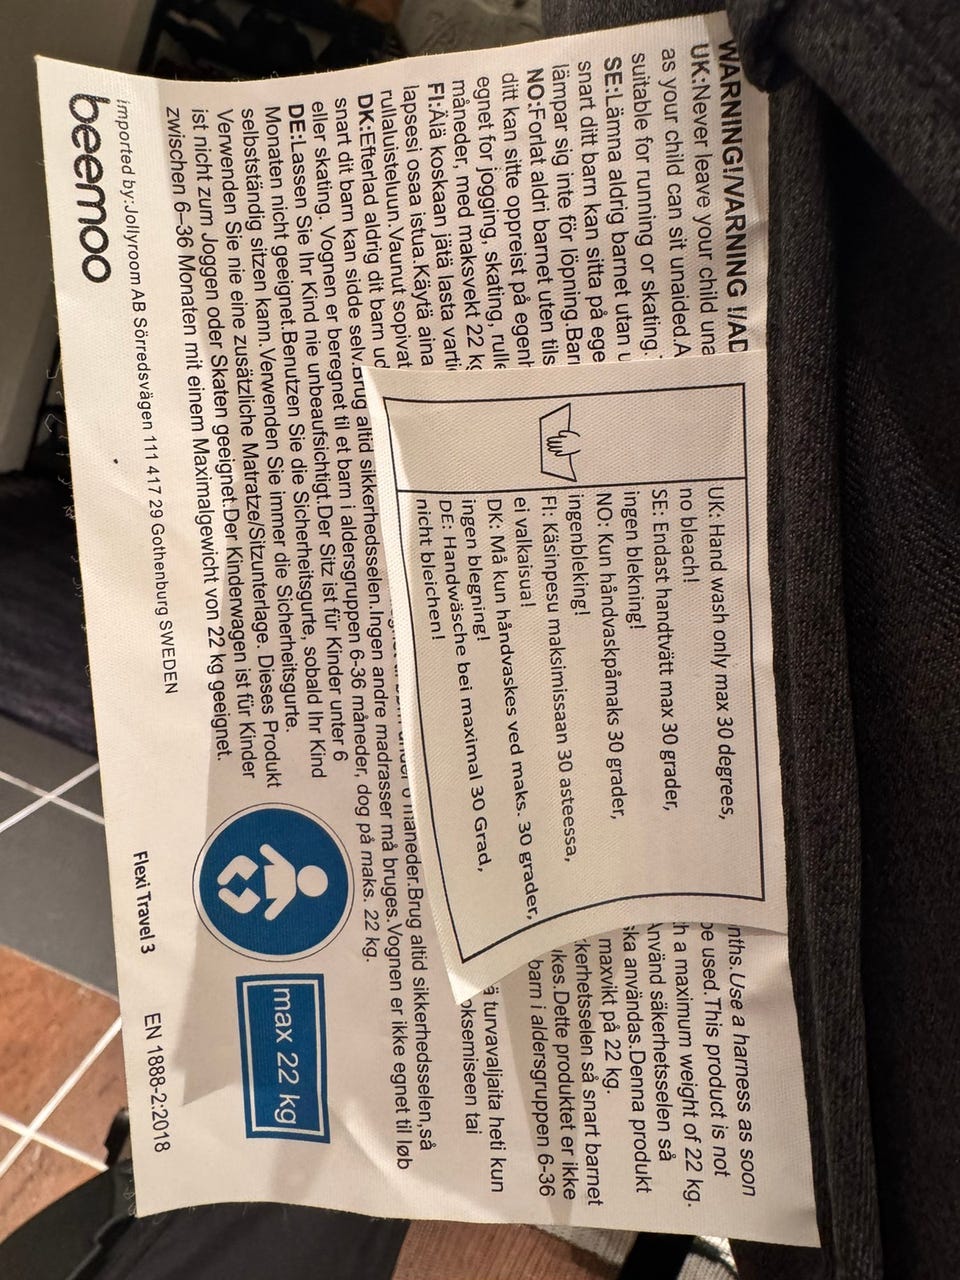 WARNING!/VARNING !/AD
UK:Never leave your child una
nths.Use a harness as soon
as your child can sit unaided.A
be used.This product is not
suitable for running or skating.
h a maximum weight of 22 kg.
SE:Lämna aldrig barnet utan u
Använd säkerhetsselen så
snart ditt barn kan sitta på ege
ska användas.Denna produkt
lämpar sig inte för löpning.Bar
maxvikt på 22 kg.
NO:Forlat aldri barnet uten tils
kerhetsselen så snart barnet
ditt kan sitte oppreist på egenh
kes.Dette produktet er ikke
egnet for jogging, skating, rulle
barn i aldersgruppen 6-36
måneder, med maksvekt 22 kg
FI:Älä koskaan jätä lasta varti
ä turvavaljaita heti kun
lapsesi osaa istua.Käytä aina
oksemiseen tai
rullaluisteluun.Vaunut sopivat
DK:Efterlad aldrig dit barn ud
måneder.Brug altid sikkerhedsselen,så
snart dit barn kan sidde selv.Brug altid sikkerhedsselen.Ingen andre madrasser må bruges.Vognen er ikke egnet til løb
eller skating. Vognen er beregnet til et barn i aldersgruppen 6-36 måneder, dog på maks. 22 kg.
DE:Lassen Sie Ihr Kind nie unbeaufsichtigt.Der Sitz ist für Kinder unter 6
Monaten nicht geeignet.Benutzen Sie die Sicherheitsgurte, sobald Ihr Kind
selbstständig sitzen kann.Verwenden Sie immer die Sicherheitsgurte.
Verwenden Sie nie eine zusätzliche Matratze/Sitzunterlage. Dieses Produkt
ist nicht zum Joggen oder Skaten geeignet.Der Kinderwagen ist für Kinder
zwischen 6–36 Monaten mit einem Maximalgewicht von 22 kg geeignet.
UK: Hand wash only max 30 degrees,
no bleach!
SE: Endast handtvätt max 30 grader,
ingen blekning!
NO: Kun håndvaskpåmaks 30 grader,
ingenbleking!
FI: Käsinpesu maksimissaan 30 asteessa,
ei valkaisua!
DK: Må kun håndvaskes ved maks. 30 grader,
ingen blegning!
DE: Handwäsche bei maximal 30 Grad,
nicht bleichen!
max 22 kg
imported by:Jollyroom AB Sörredsvägen 111 417 29 Gothenburg SWEDEN
beemoo
Flexi Travel 3
EN 1888-2:2018